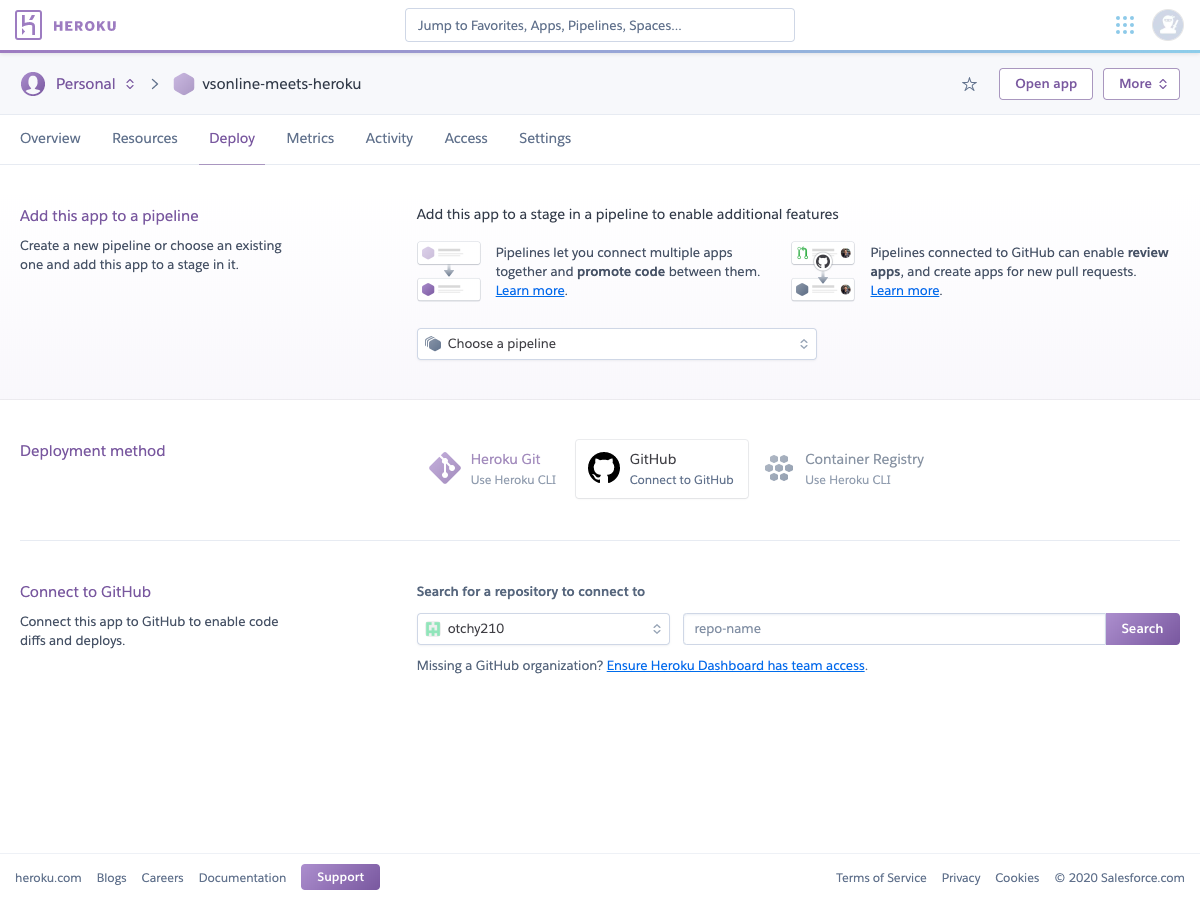 HEROKU
Jump to Favorites, Apps, Pipelines, Spaces...
Personal
vsonline-meets-heroku
Open app
More
Overview
Resources
Deploy
Metrics
Activity
Access
Settings
Add this app to a pipeline
Create a new pipeline or choose an existing
one and add this app to a stage in it.
Add this app to a stage in a pipeline to enable additional features
Pipelines let you connect multiple apps
together and promote code between them.
Learn more.
Pipelines connected to GitHub can enable review
apps, and create apps for new pull requests.
Learn more.
Choose a pipeline
Deployment method
Heroku Git
Use Heroku CLI
GitHub
Connect to GitHub
Container Registry
Use Heroku CLI
Connect to GitHub
Connect this app to GitHub to enable code
diffs and deploys.
Search for a repository to connect to
otchy210
repo-name
Search
Missing a GitHub organization? Ensure Heroku Dashboard has team access.
heroku.com
Blogs
Careers
Documentation
Support
Terms of Service
Privacy
Cookies
© 2020 Salesforce.com